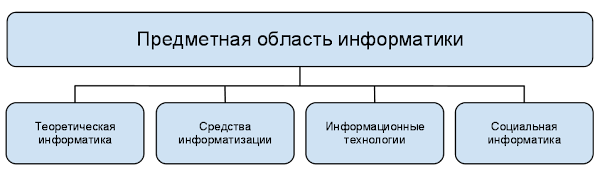 Предметная область информатики
Теоретическая
информатика
Средства
информатизации
Информационные
технологии
Социальная
информатика